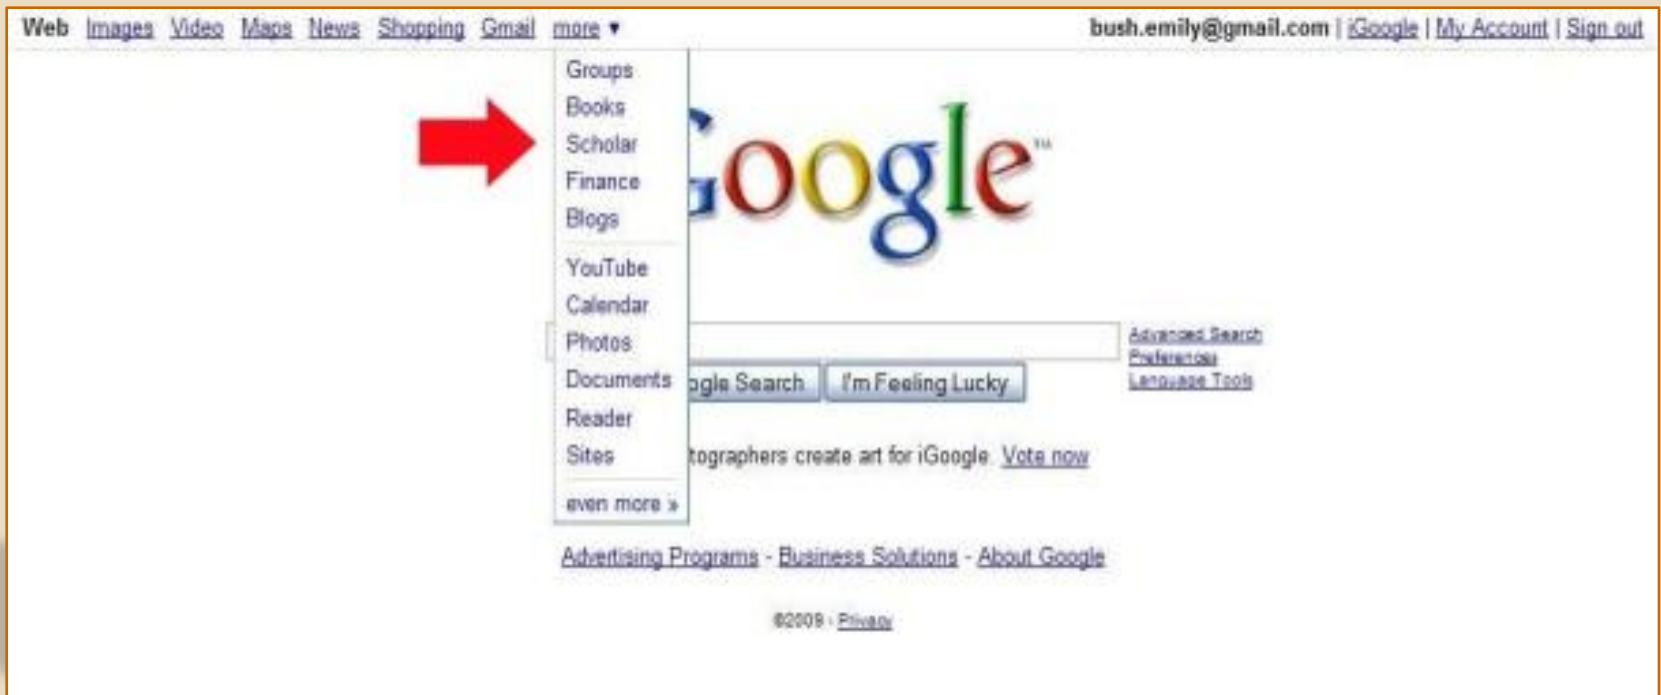 Web Images Video Maps News Shopping Gmail more ▼ bush.emily@gmail.com | iGoogle | My Account | Sign out
Groups
Books
Scholar
Finance
Blogs
Google™
YouTube
Calendar
Photos
Documents
Reader
Sites
even more »
Advanced Search
Preferences
Language Tools
ogle Search I'm Feeling Lucky
tographers create art for iGoogle. Vote now
Advertising Programs - Business Solutions - About Google
©2009 - Privacy